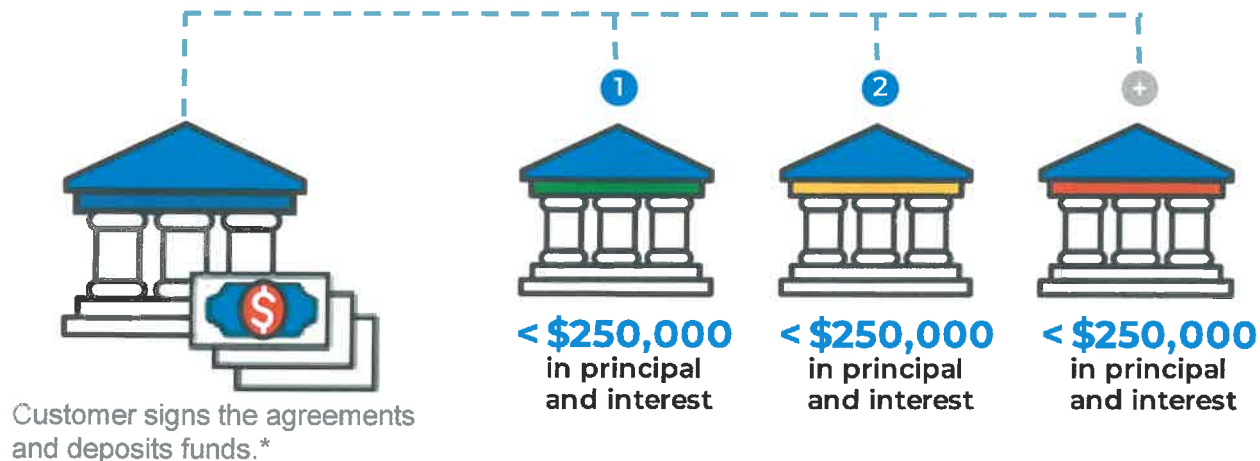 1
2
+
$
< $250,000
in principal
and interest
< $250,000
in principal
and interest
< $250,000
in principal
and interest
Customer signs the agreements
and deposits funds.*